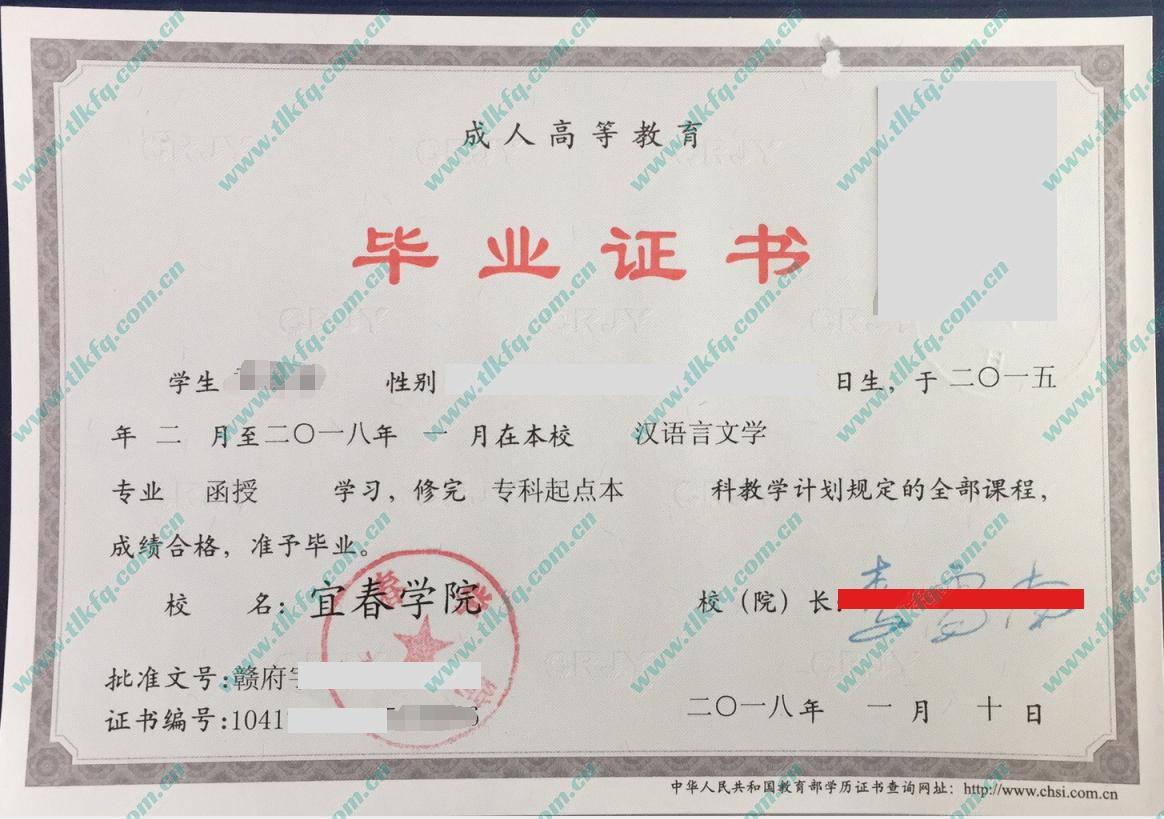 成人高等教育
毕业证书
学生 性别 日生，于 二〇一五
年 二 月至二〇一八年 一 月在本校 汉语言文学
专业 函授 学习，修完 专科起点本 科教学计划规定的全部课程，
成绩合格，准予毕业。
校 名：宜春学院 校（院）长：
批准文号：赣府
证书编号：1041
二〇一八年 一 月 十 日
中华人民共和国教育部学历证书查询网址：http://www.chsi.com.cn
www.tlkfq.com.cn